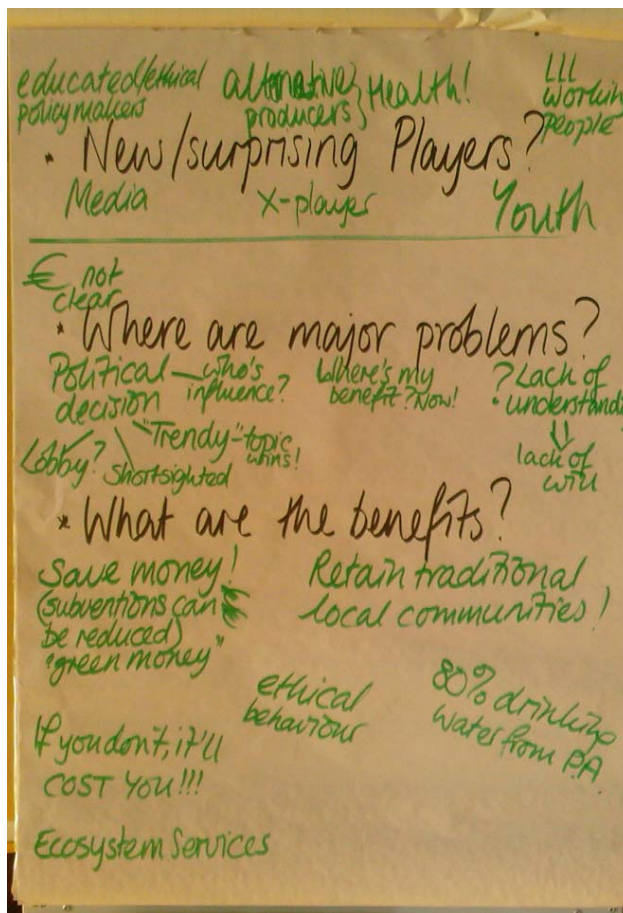 educated/ethical
policymakers
alternative
producers} Health!
LLL
working
people
• New/surprising Players?
Media
X-player
Youth
€ not
clear
• Where are major problems?
Political
decision
who's
influence?
Where's my
benefit? Now!
? Lack of
• understandi
Lobby?
Shortsighted
"Trendy"-topic
wins!
lack of
will
* What are the benefits?
Save money!
(subventions can
be reduced)
"green money"
Retain traditional
local communities!
ethical
behaviour
80% drinking
water from P.A.
If you don't, it'll
COST YOU!!!
Ecosystem Services